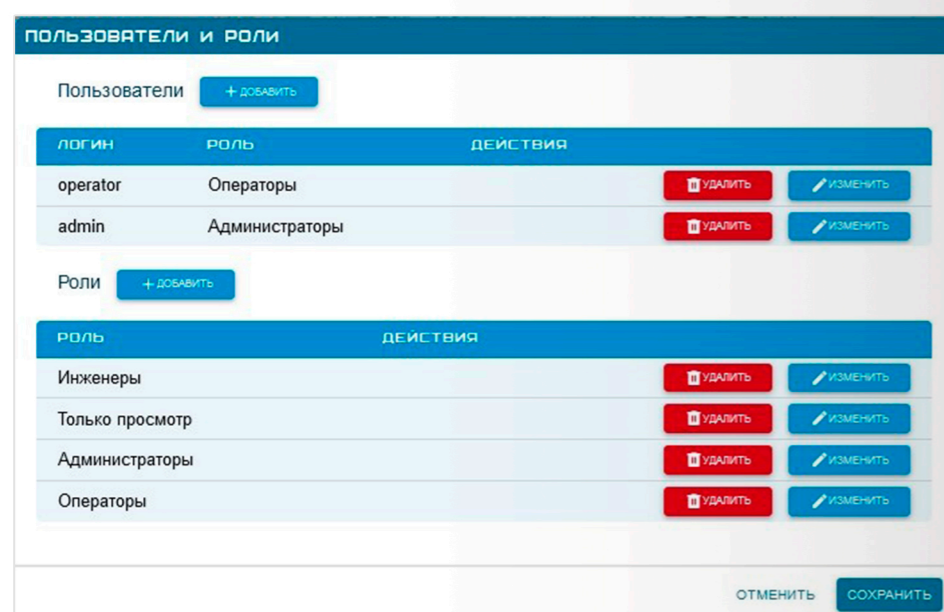 ПОЛЬЗОВАТЕЛИ И РОЛИ
Пользователи + ДОБАВИТЬ
ЛОГИН РОЛЬ ДЕЙСТВИЯ
operator Операторы УДАЛИТЬ ИЗМЕНИТЬ
admin Администраторы УДАЛИТЬ ИЗМЕНИТЬ
Роли + ДОБАВИТЬ
РОЛЬ ДЕЙСТВИЯ
Инженеры УДАЛИТЬ ИЗМЕНИТЬ
Только просмотр УДАЛИТЬ ИЗМЕНИТЬ
Администраторы УДАЛИТЬ ИЗМЕНИТЬ
Операторы УДАЛИТЬ ИЗМЕНИТЬ
ОТМЕНИТЬ СОХРАНИТЬ